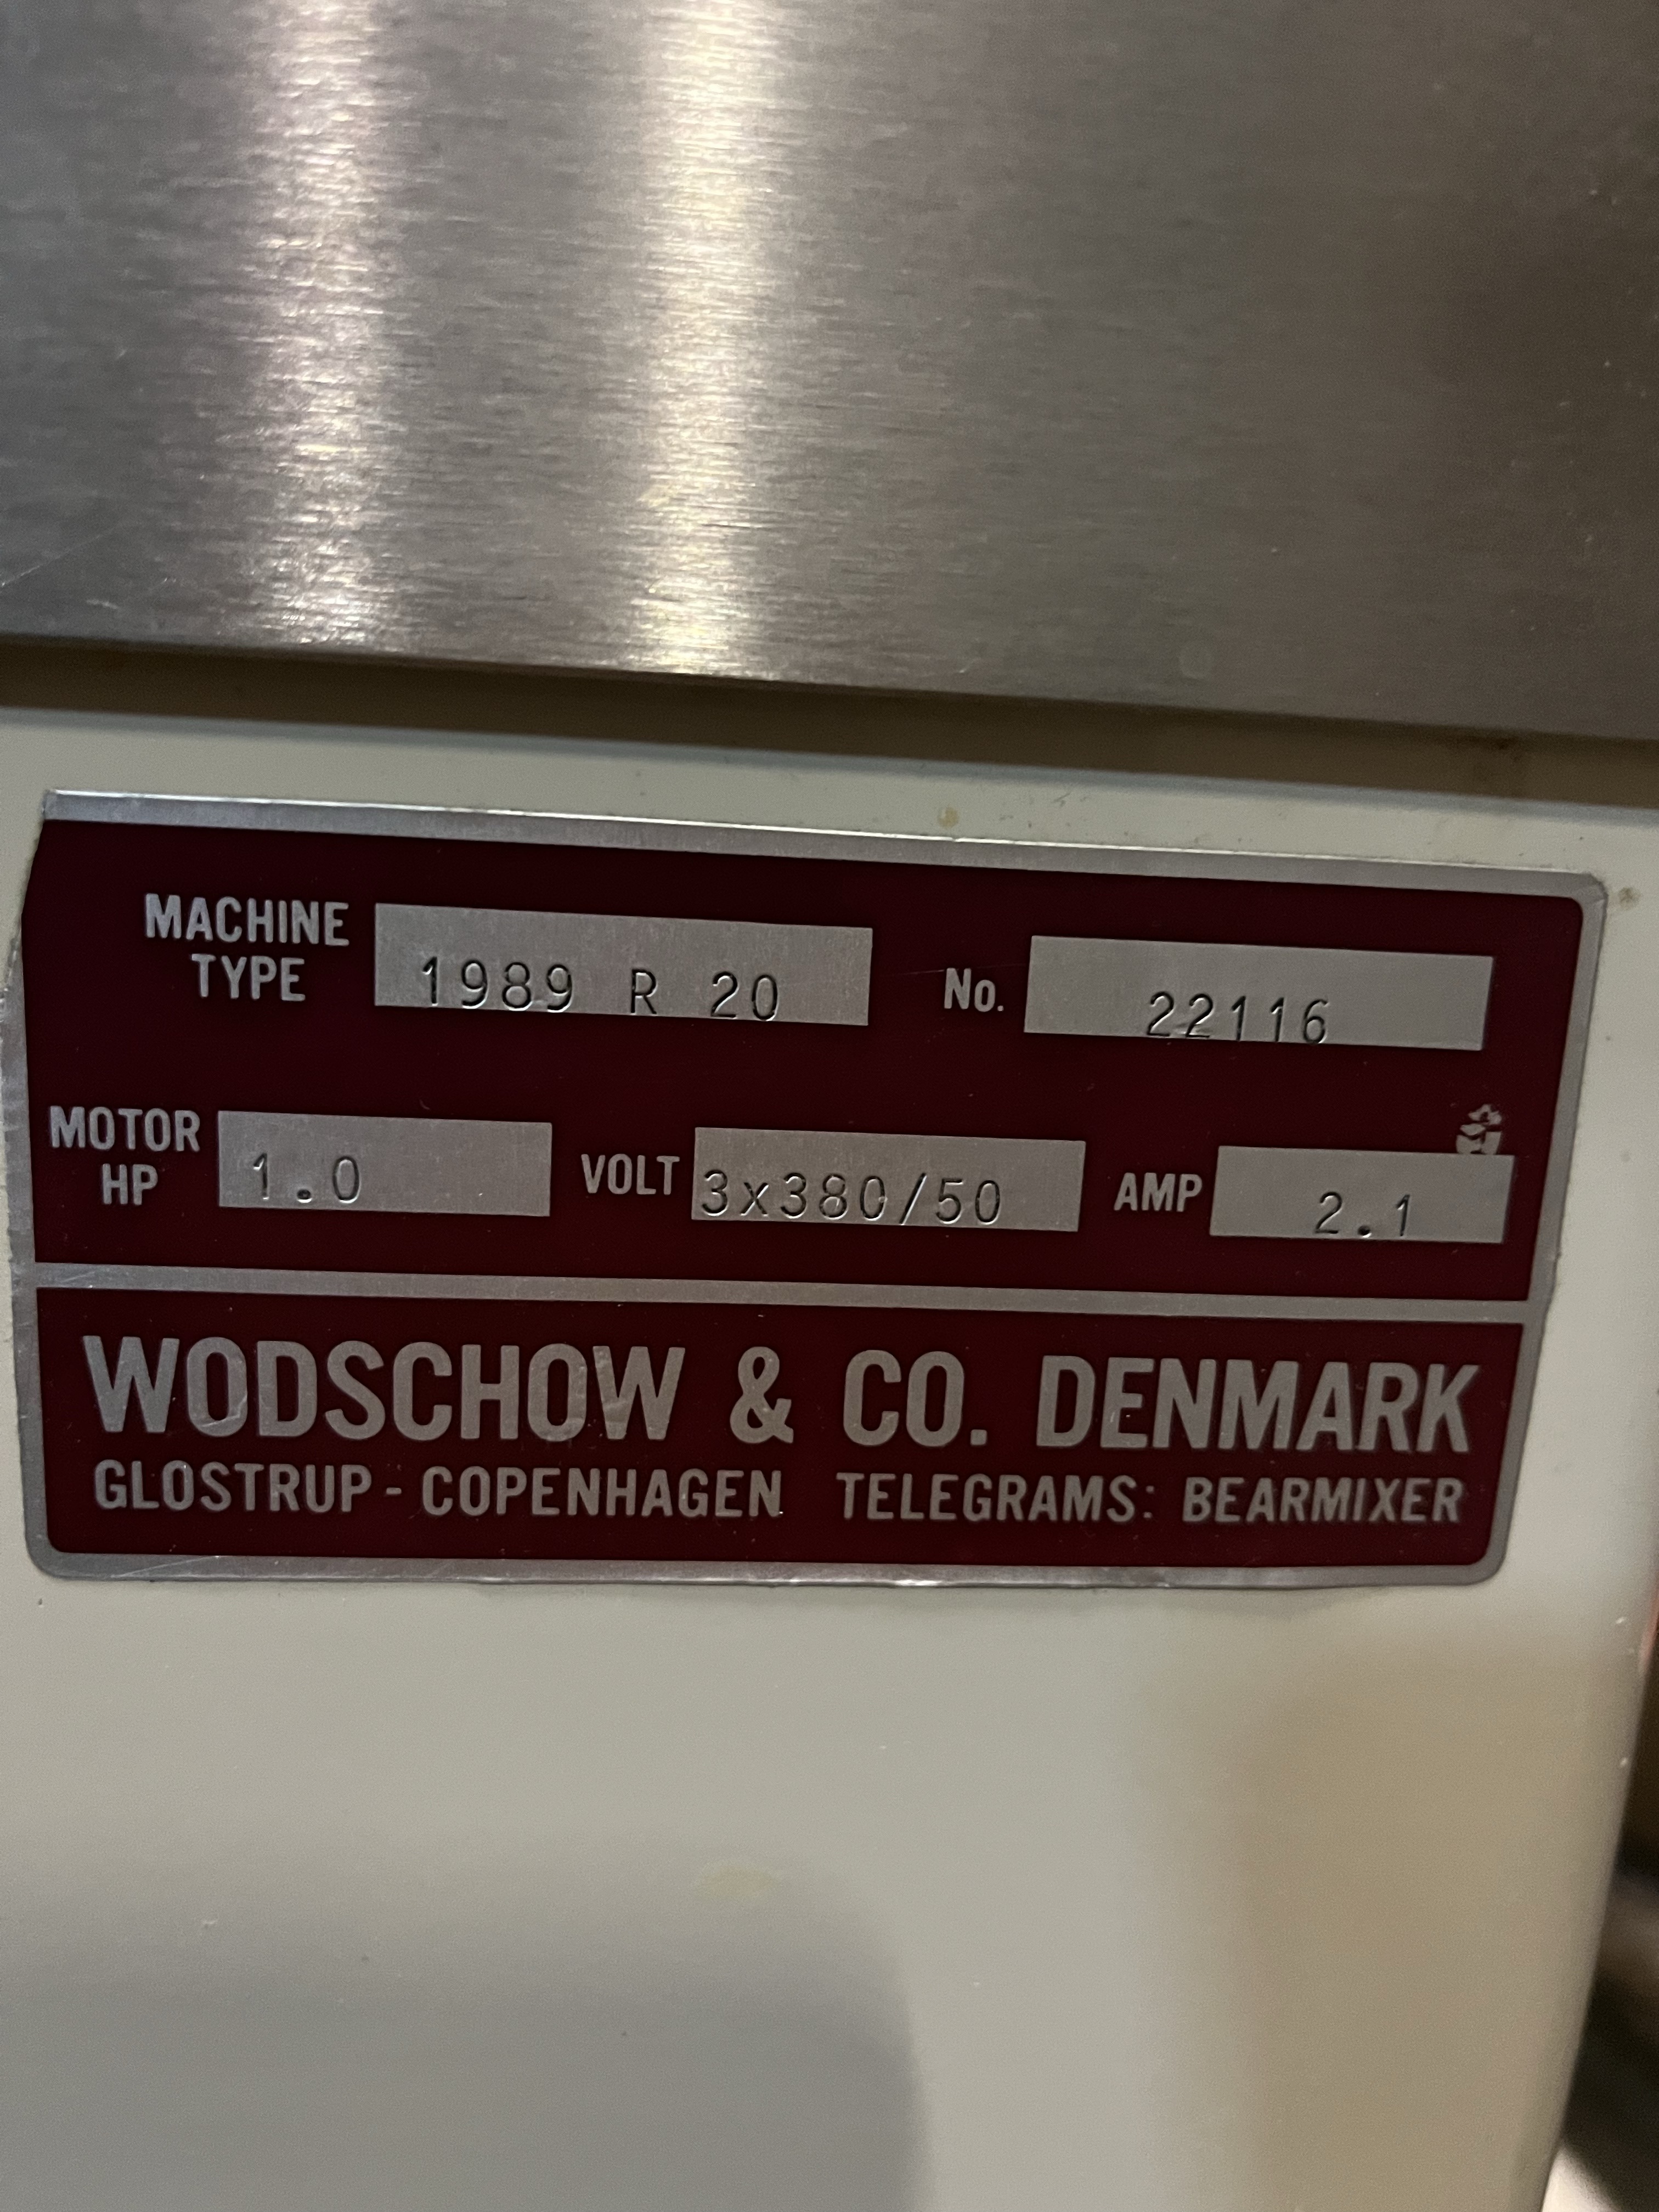 MACHINE TYPE 1989 R 20 No. 22116
MOTOR HP 1.0 VOLT 3x380/50 AMP 2.1
WODSCHOW & CO. DENMARK
GLOSTRUP - COPENHAGEN TELEGRAMS: BEARMIXER